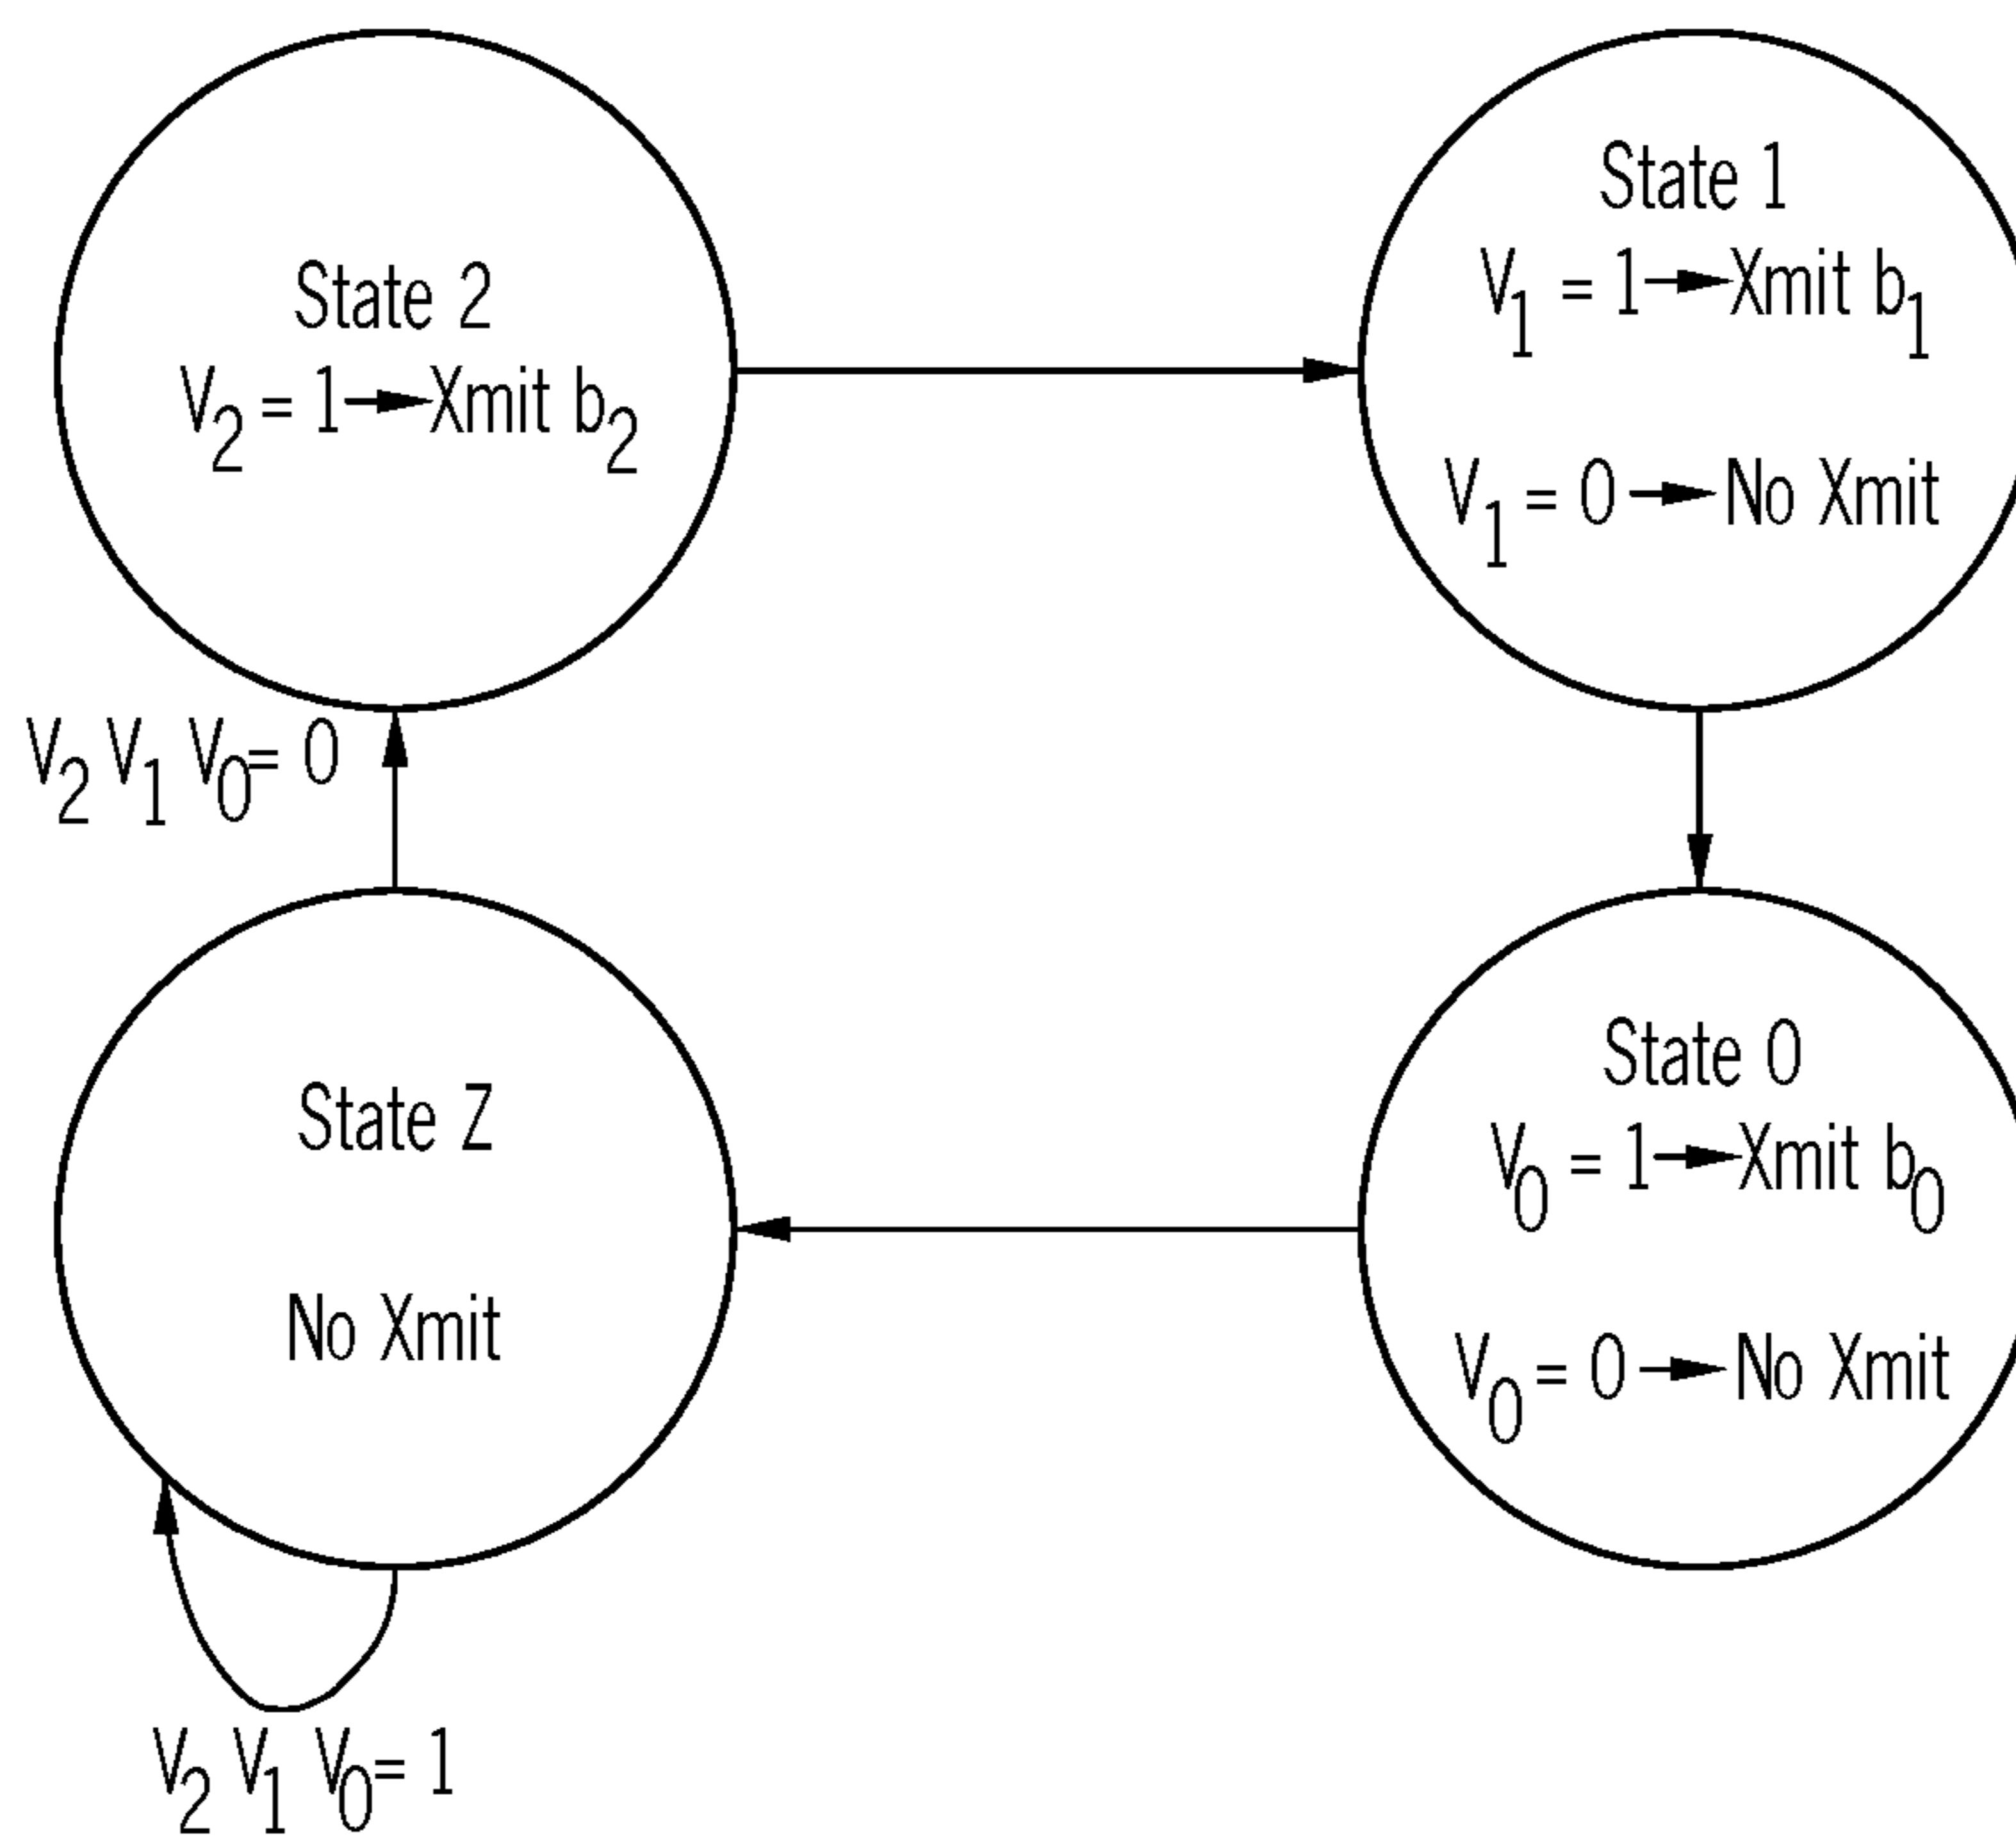 State 2
V₂ = 1→Xmit b₂
State 1
V₁ = 1→Xmit b₁
V₁ = 0→No Xmit
V₂ V₁ V₀= 0
State Z
No Xmit
State 0
V₀ = 1→Xmit b₀
V₀ = 0→No Xmit
V₂ V₁ V₀= 1